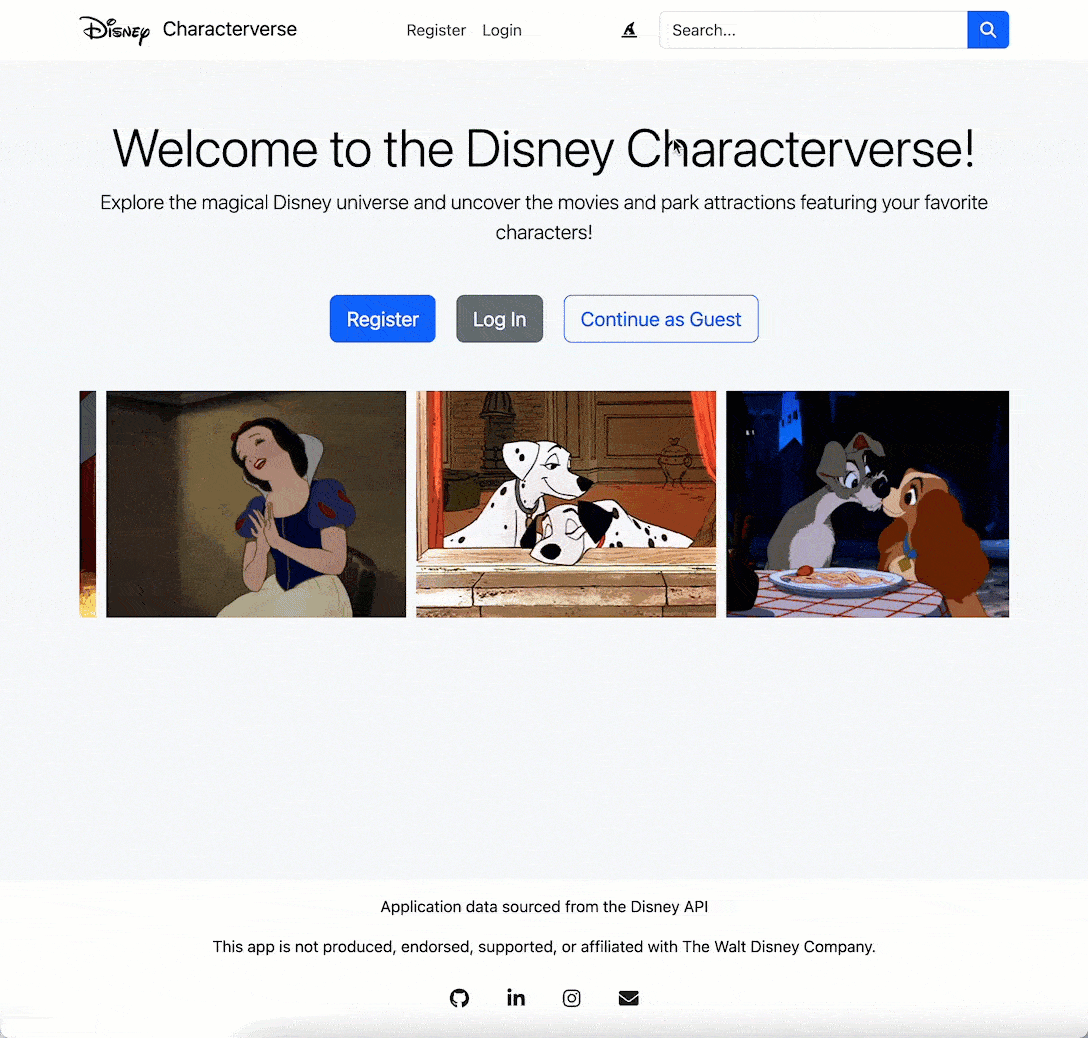 Disney Characterverse Register Login Search...
Welcome to the Disney Characterverse!
Explore the magical Disney universe and uncover the movies and park attractions featuring your favorite
characters!
Register Log In Continue as Guest
Application data sourced from the Disney API
This app is not produced, endorsed, supported, or affiliated with The Walt Disney Company.
in